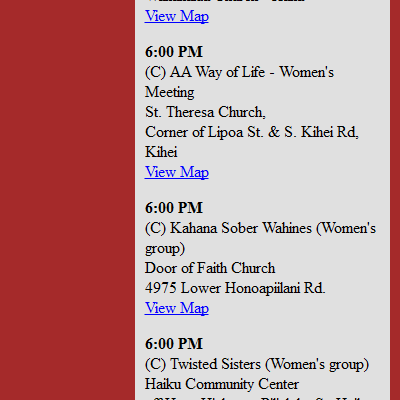 View Map
6:00 PM
(C) AA Way of Life - Women's
Meeting
St. Theresa Church,
Corner of Lipoa St. & S. Kihei Rd,
Kihei
View Map
6:00 PM
(C) Kahana Sober Wahines (Women's
group)
Door of Faith Church
4975 Lower Honoapiilani Rd.
View Map
6:00 PM
(C) Twisted Sisters (Women's group)
Haiku Community Center